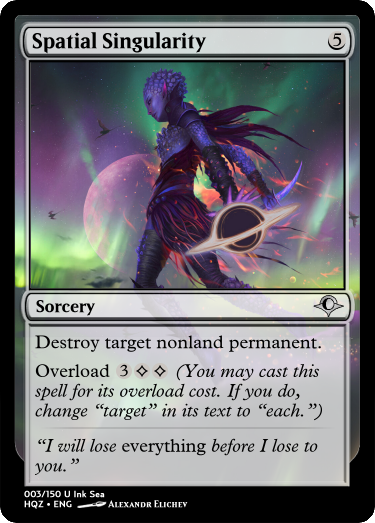 Spatial Singularity 5
Sorcery
Destroy target nonland permanent.
Overload 3 (You may cast this
spell for its overload cost. If you do,
change “target” in its text to “each.”)
“I will lose everything before I lose to
you.”
003/150 U Ink Sea
HQZ • ENG Alexandr Elichev